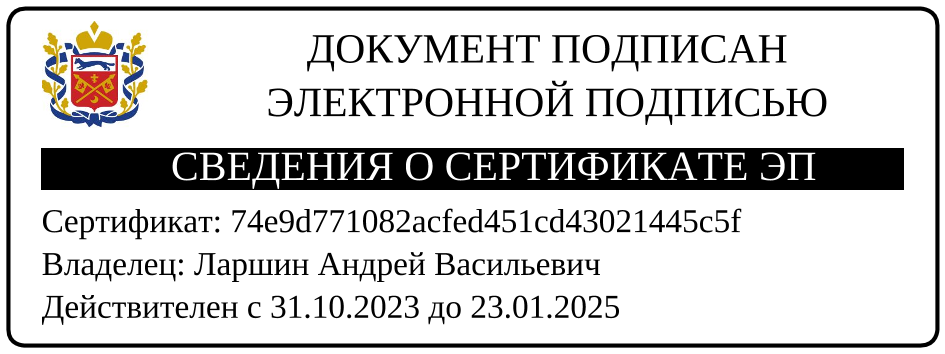 ДОКУМЕНТ ПОДПИСАН
ЭЛЕКТРОННОЙ ПОДПИСЬЮ
СВЕДЕНИЯ О СЕРТИФИКАТЕ ЭП
Сертификат: 74e9d771082acfed451cd43021445c5f
Владелец: Ларшин Андрей Васильевич
Действителен с 31.10.2023 до 23.01.2025